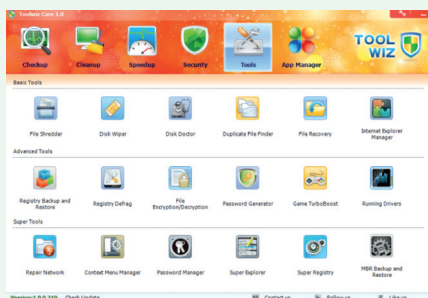 Toolwiz Care 1.0
Checkup Cleanup Speedup Security Tools App Manager
TOOL
WIZ
Basic Tools
File Shredder Disk Wiper Disk Doctor Duplicate File Finder File Recovery Internet Explorer
Manager
Advanced Tools
Registry Backup and
Restore
Registry Defrag
File
Encryption/Decryption
Password Generator Game TurboBoost Running Drivers
Super Tools
Repair Network Context Menu Manager Password Manager Super Explorer Super Registry MBR Backup and
Restore
Check Update Contact us Follow us Like us